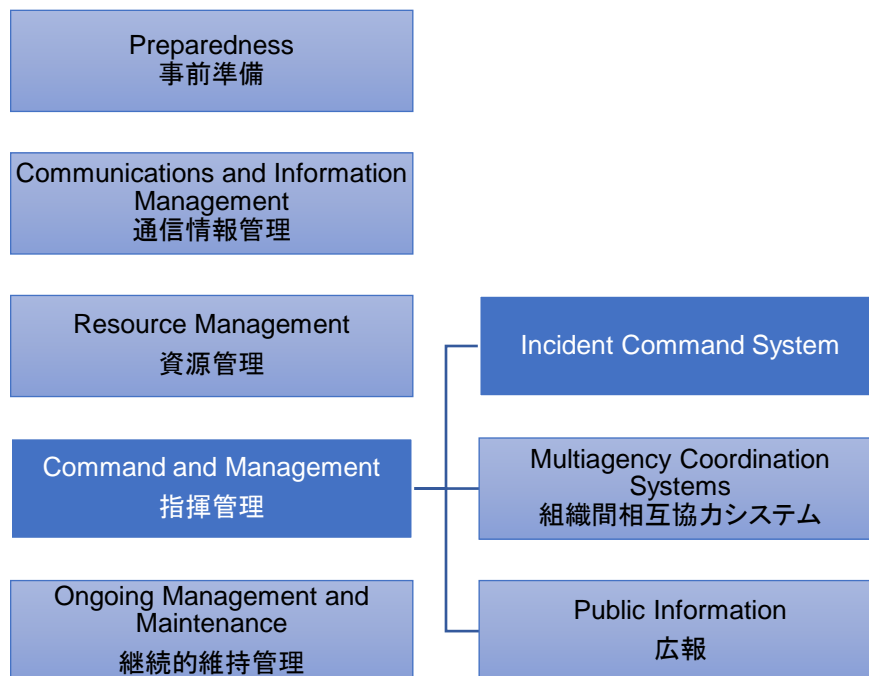 Preparedness
事前準備
Communications and Information
Management
通信情報管理
Resource Management
資源管理
Command and Management
指揮管理
Ongoing Management and
Maintenance
継続的維持管理
Incident Command System
Multiagency Coordination
Systems
組織間相互協力システム
Public Information
広報